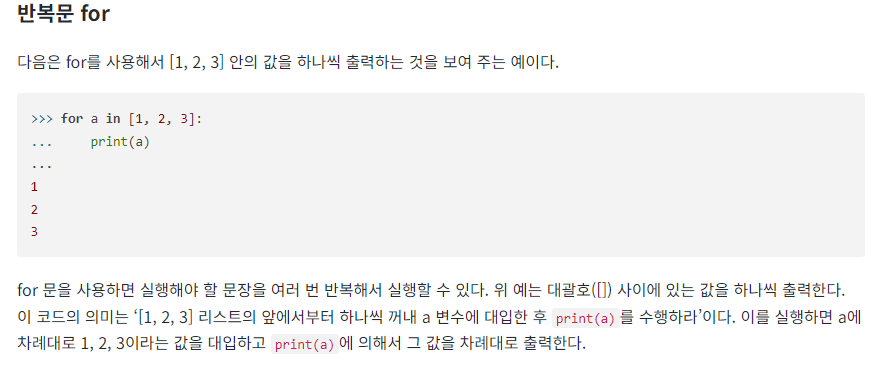 반복문 for
다음은 for를 사용해서 [1, 2, 3] 안의 값을 하나씩 출력하는 것을 보여 주는 예이다.
>>> for a in [1, 2, 3]:
...     print(a)
...
1
2
3
for 문을 사용하면 실행해야 할 문장을 여러 번 반복해서 실행할 수 있다. 위 예는 대괄호([]) 사이에 있는 값을 하나씩 출력한다.
이 코드의 의미는 ‘[1, 2, 3] 리스트의 앞에서부터 하나씩 꺼내 a 변수에 대입한 후 print(a) 를 수행하라’이다. 이를 실행하면 a에
차례대로 1, 2, 3이라는 값을 대입하고 print(a) 에 의해서 그 값을 차례대로 출력한다.